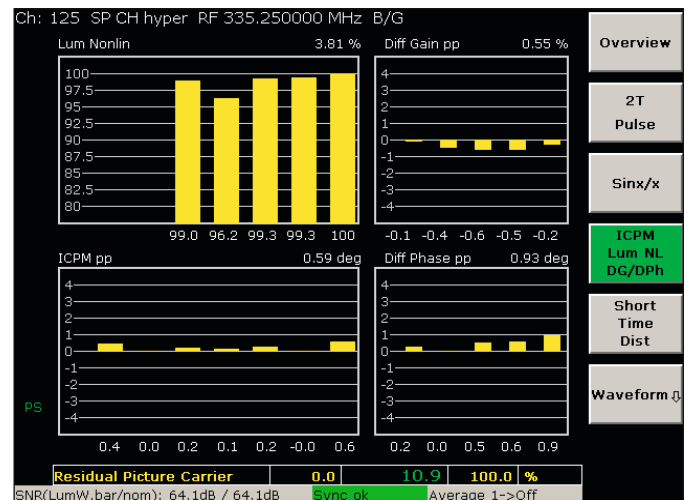 Ch: 125 SP CH hyper RF 335.250000 MHz B/G
Lum Nonlin 3.81 %
100
97.5
95
92.5
90
87.5
85
82.5
80
99.0 96.2 99.3 99.3 100
Diff Gain pp 0.55 %
4
3
2
1
0
-1
-2
-3
-4
-0.1 -0.4 -0.6 -0.5 -0.2
ICPM pp 0.59 deg
4
3
2
1
0
-1
-2
-3
-4
0.4 0.0 0.2 0.1 0.2 -0.0 0.6
Diff Phase pp 0.93 deg
4
3
2
1
0
-1
-2
-3
-4
0.2 0.0 0.5 0.6 0.9
PS
Residual Picture Carrier 0.0 10.9 100.0 %
SNR(LumW.bar/nom): 64.1dB / 64.1dB Sync ok Average 1->Off
Overview
2T
Pulse
Sinx/x
ICPM
Lum NL
DG/DPh
Short
Time
Dist
Waveform⇩